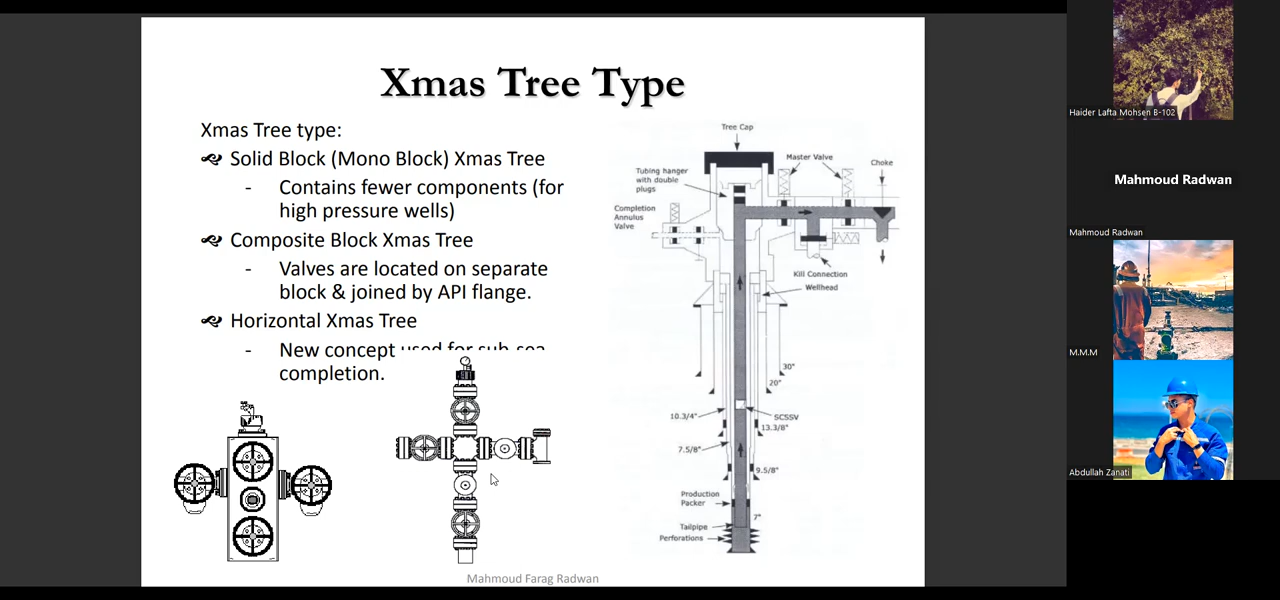 Xmas Tree Type
Xmas Tree type:
Solid Block (Mono Block) Xmas Tree
- Contains fewer components (for
high pressure wells)
Composite Block Xmas Tree
- Valves are located on separate
block & joined by API flange.
Horizontal Xmas Tree
- New concept used for sub-sea
completion.
Tree Cap
Master Valve
Choke
Tubing hanger
with double
plugs
Completion
Annulus
Valve
Kill Connection
Wellhead
30"
20"
10.3/4"
SCSSV
13.3/8"
7.5/8"
9.5/8"
Production
Packer
7"
Tailpipe
Perforations
Mahmoud Farag Radwan
Haider Lafta Mohsen B-102
Mahmoud Radwan
Mahmoud Radwan
M.M.M
Abdullah Zanati